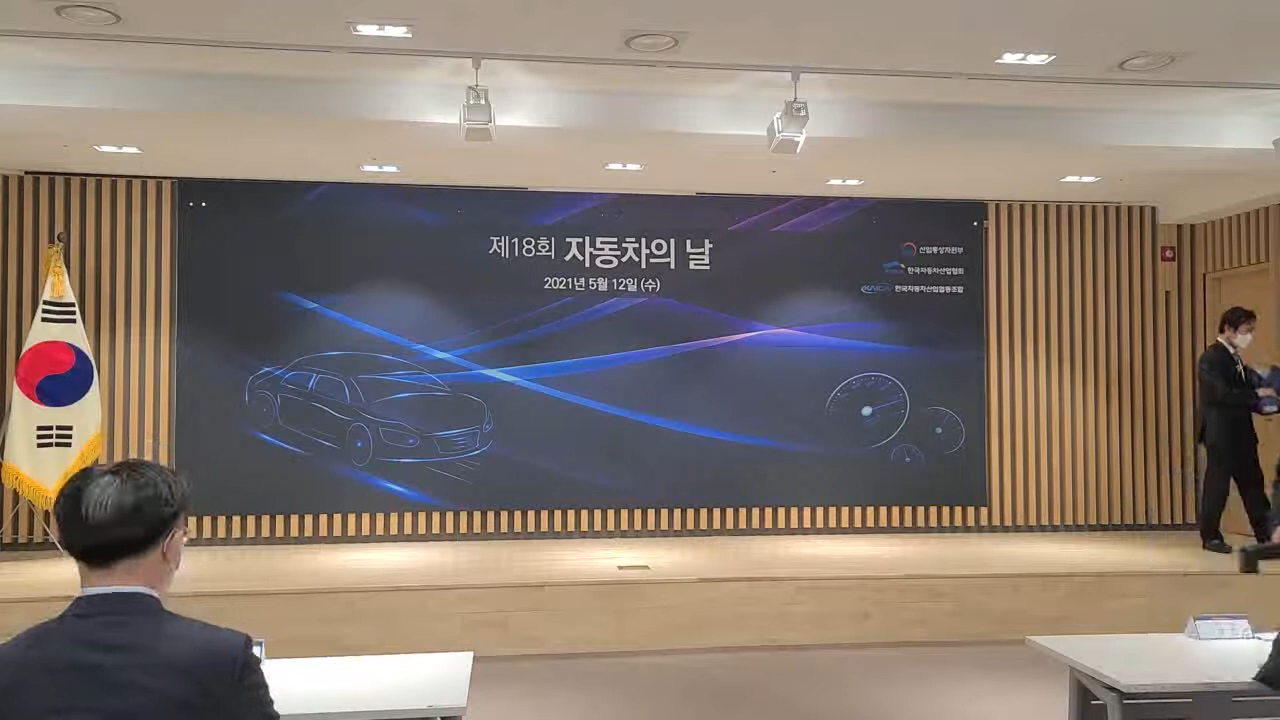 제18회 자동차의 날
2021년 5월 12일 (수)
산업통상자원부
한국자동차산업협회
KAICA 한국자동차산업협동조합